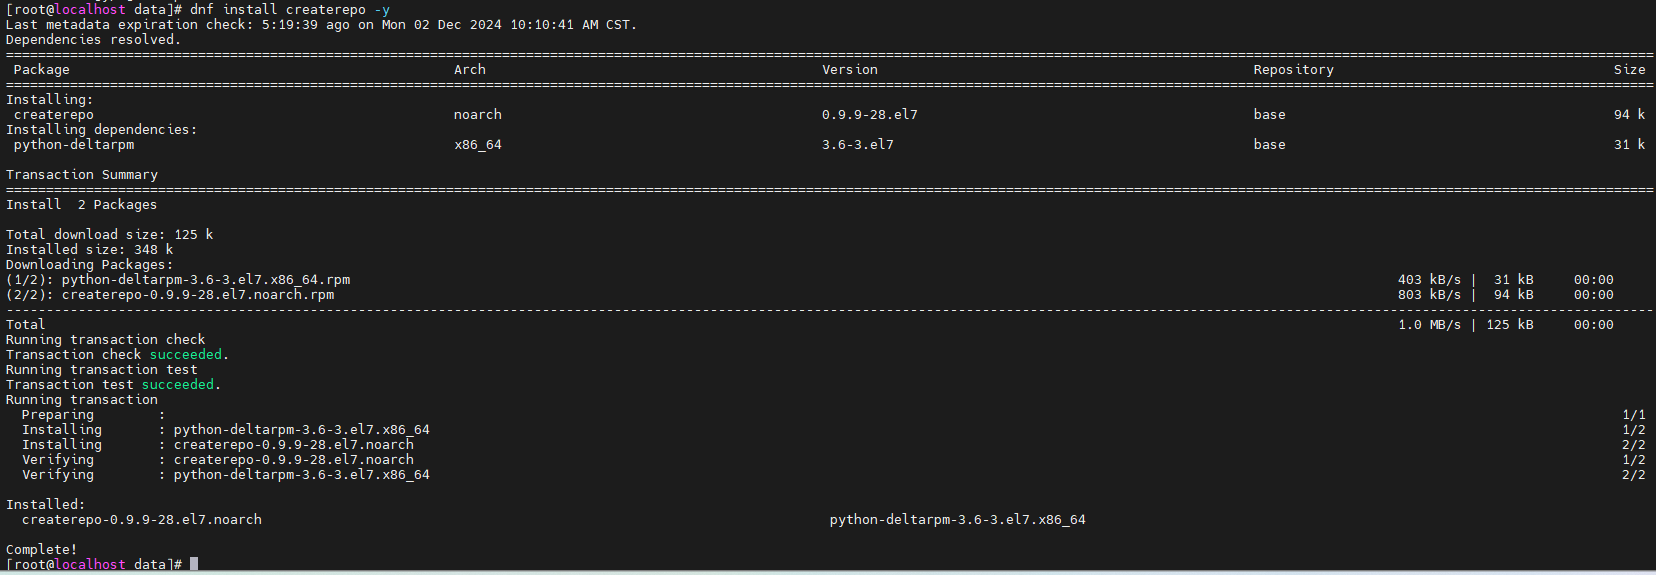 [root@localhost data]# dnf install createrepo -y
Last metadata expiration check: 5:19:39 ago on Mon 02 Dec 2024 10:10:41 AM CST.
Dependencies resolved.
Package Arch Version Repository Size
Installing:
createrepo noarch 0.9.9-28.el7 base 94 k
Installing dependencies:
python-deltarpm x86_64 3.6-3.el7 base 31 k
Transaction Summary
Install 2 Packages
Total download size: 125 k
Installed size: 348 k
Downloading Packages:
(1/2): python-deltarpm-3.6-3.el7.x86_64.rpm 403 kB/s | 31 kB 00:00
(2/2): createrepo-0.9.9-28.el7.noarch.rpm 803 kB/s | 94 kB 00:00
Total 1.0 MB/s | 125 kB 00:00
Running transaction check
Transaction check succeeded.
Running transaction test
Transaction test succeeded.
Running transaction
Preparing : 1/1
Installing : python-deltarpm-3.6-3.el7.x86_64 1/2
Installing : createrepo-0.9.9-28.el7.noarch 2/2
Verifying : createrepo-0.9.9-28.el7.noarch 1/2
Verifying : python-deltarpm-3.6-3.el7.x86_64 2/2
Installed:
createrepo-0.9.9-28.el7.noarch python-deltarpm-3.6-3.el7.x86_64
Complete!
[root@localhost data]#